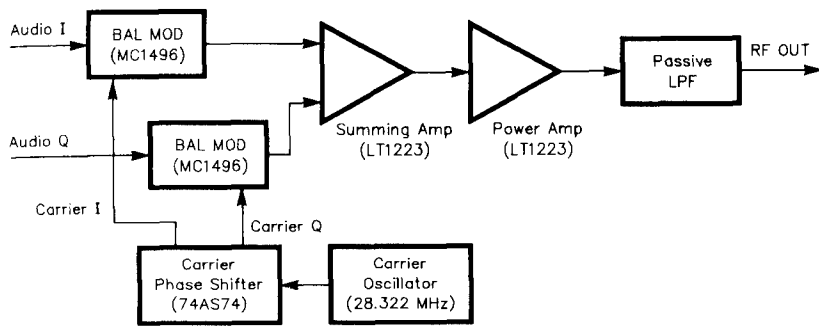 Audio I
BAL MOD
(MC1496)
Audio Q
BAL MOD
(MC1496)
Summing Amp
(LT1223)
Power Amp
(LT1223)
Passive
LPF
RF OUT
Carrier I
Carrier Q
Carrier
Phase Shifter
(74AS74)
Carrier
Oscillator
(28.322 MHz)